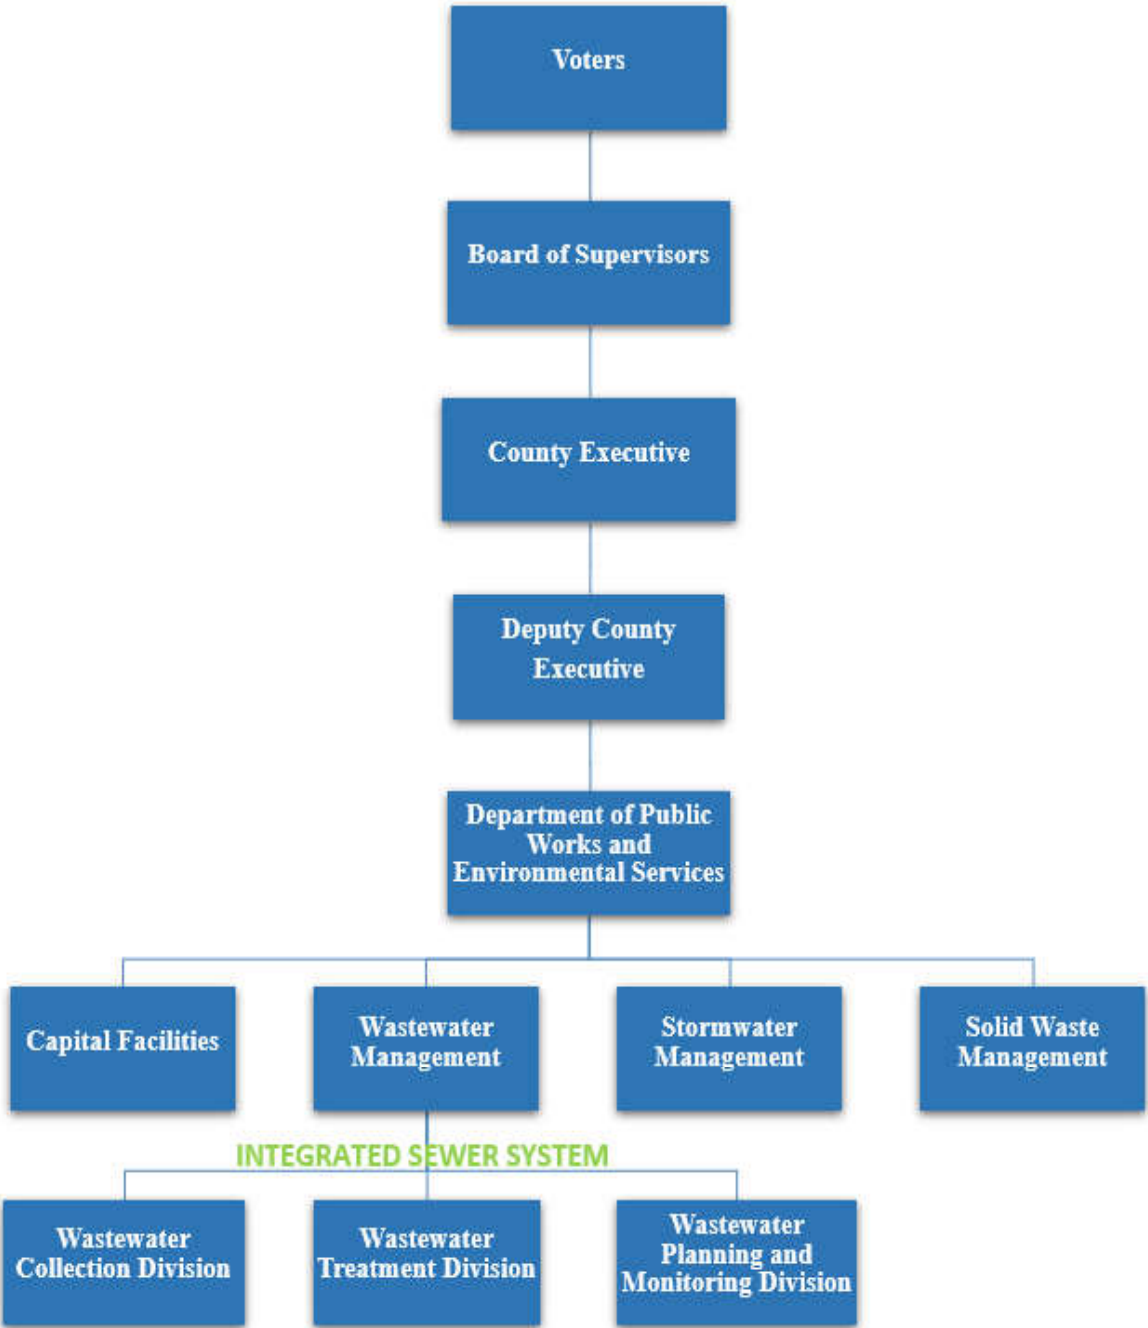 Voters
Board of Supervisors
County Executive
Deputy County
Executive
Department of Public
Works and
Environmental Services
Capital Facilities
Wastewater
Management
Stormwater
Management
Solid Waste
Management
INTEGRATED SEWER SYSTEM
Wastewater
Collection Division
Wastewater
Treatment Division
Wastewater
Planning and
Monitoring Division